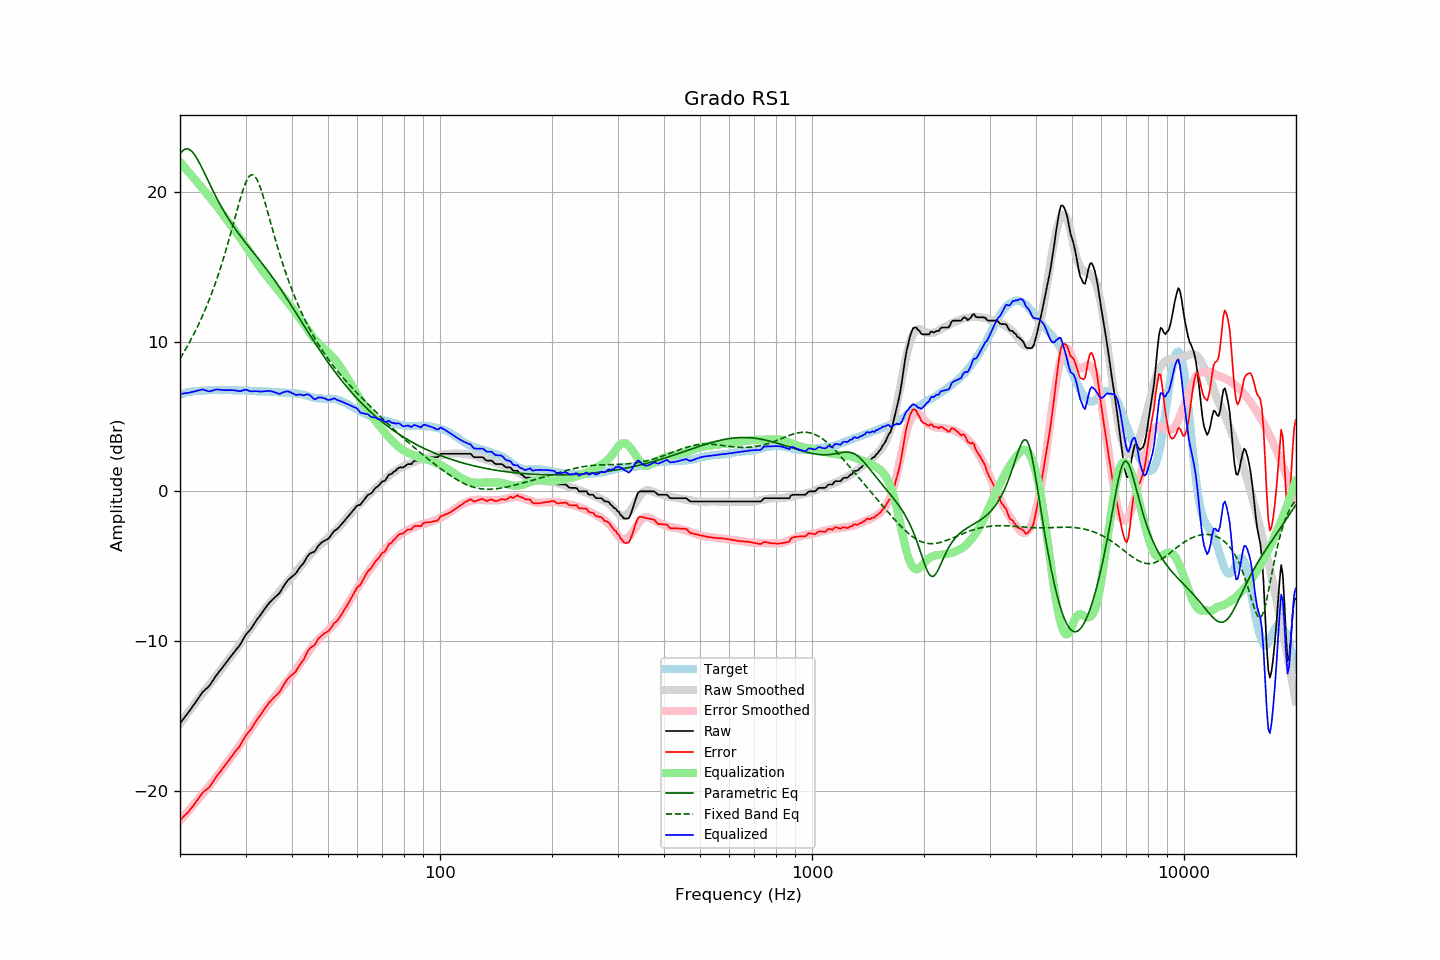 Grado RS1
Amplitude (dBr)
20
10
0
−10
−20
Target
Raw Smoothed
Error Smoothed
Raw
Error
Equalization
Parametric Eq
Fixed Band Eq
Equalized
100
1000
10000
Frequency (Hz)